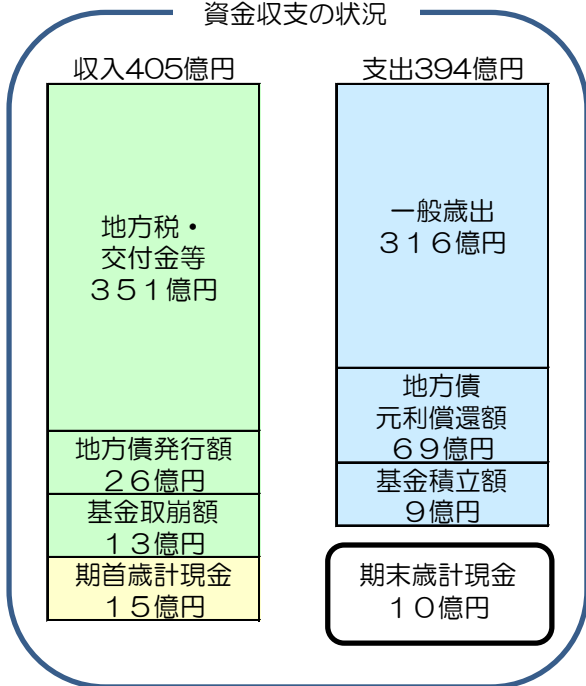 資金収支の状況
収入405億円
地方税・
交付金等
３５１億円
地方債発行額
２６億円
基金取崩額
１３億円
期首歳計現金
１５億円
支出394億円
一般歳出
３１６億円
地方債
元利償還額
６９億円
基金積立額
９億円
期末歳計現金
１０億円